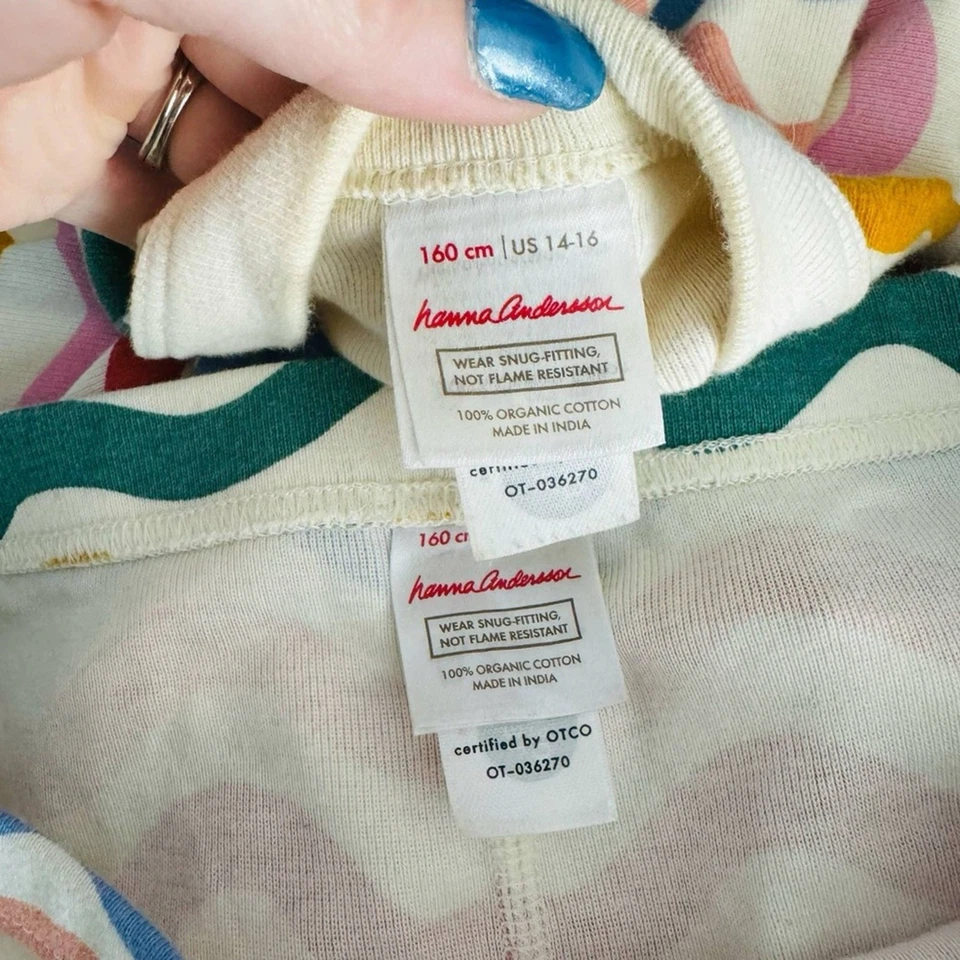 160 cm | US 14-16
hanna Andersson
WEAR SNUG-FITTING,
NOT FLAME RESISTANT
100% ORGANIC COTTON
MADE IN INDIA
OT-036270
160
hanna Andersson
WEAR SNUG-FITTING,
NOT FLAME RESISTANT
100% ORGANIC COTTON
MADE IN INDIA
certified by OTCO
OT-036270